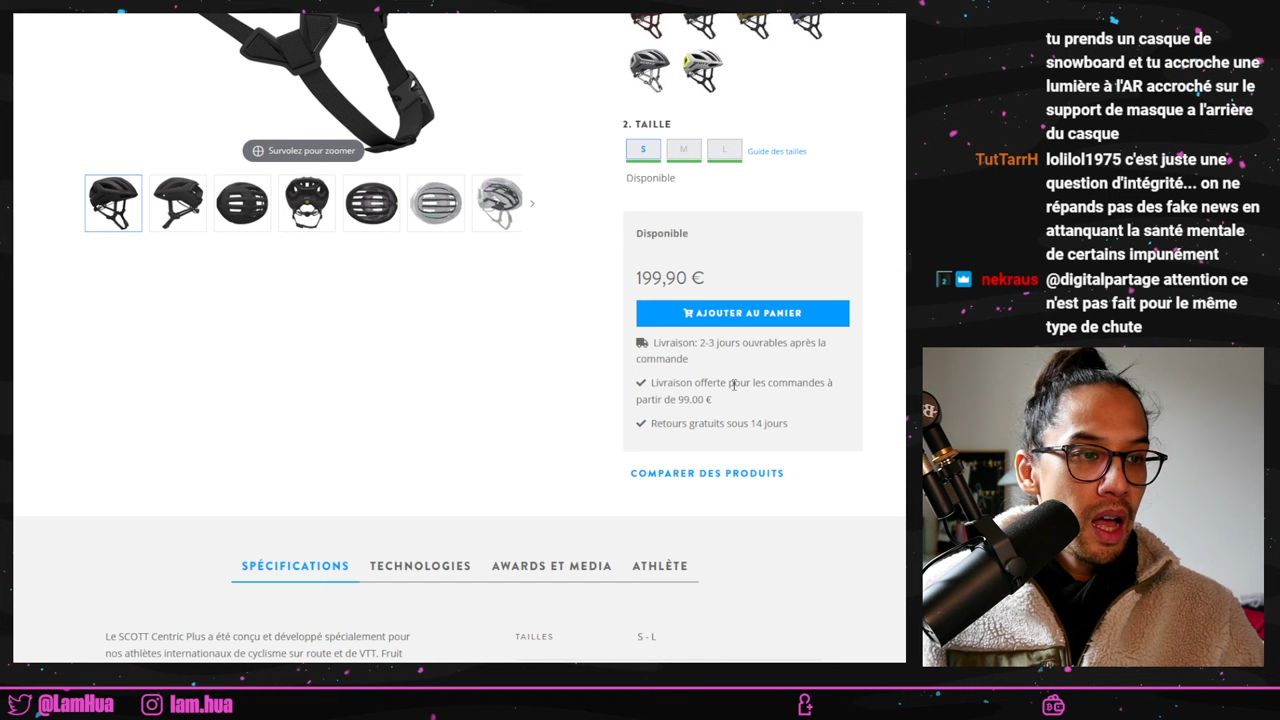 Survolez pour zoomer
2. TAILLE
S M L Guide des tailles
Disponible
Disponible
199,90 €
AJOUTER AU PANIER
Livraison: 2-3 jours ouvrables après la
commande
Livraison offerte pour les commandes à
partir de 99.00 €
Retours gratuits sous 14 jours
COMPARER DES PRODUITS
SPÉCIFICATIONS TECHNOLOGIES AWARDS ET MEDIA ATHLÈTE
Le SCOTT Centric Plus a été conçu et développé spécialement pour
nos athlètes internationaux de cyclisme sur route et de VTT. Fruit
TAILLES S - L
tu prends un casque de
snowboard et tu accroche une
lumière à l'AR accroché sur le
support de masque a l'arrière
du casque
TutTarrH lolilol1975 c'est juste une
question d'intégrité... on ne
répands pas des fake news en
attanquant la santé mentale
de certains impunément
2 nekraus @digitalpartage attention ce
n'est pas fait pour le même
type de chute
@LamHua lam.hua